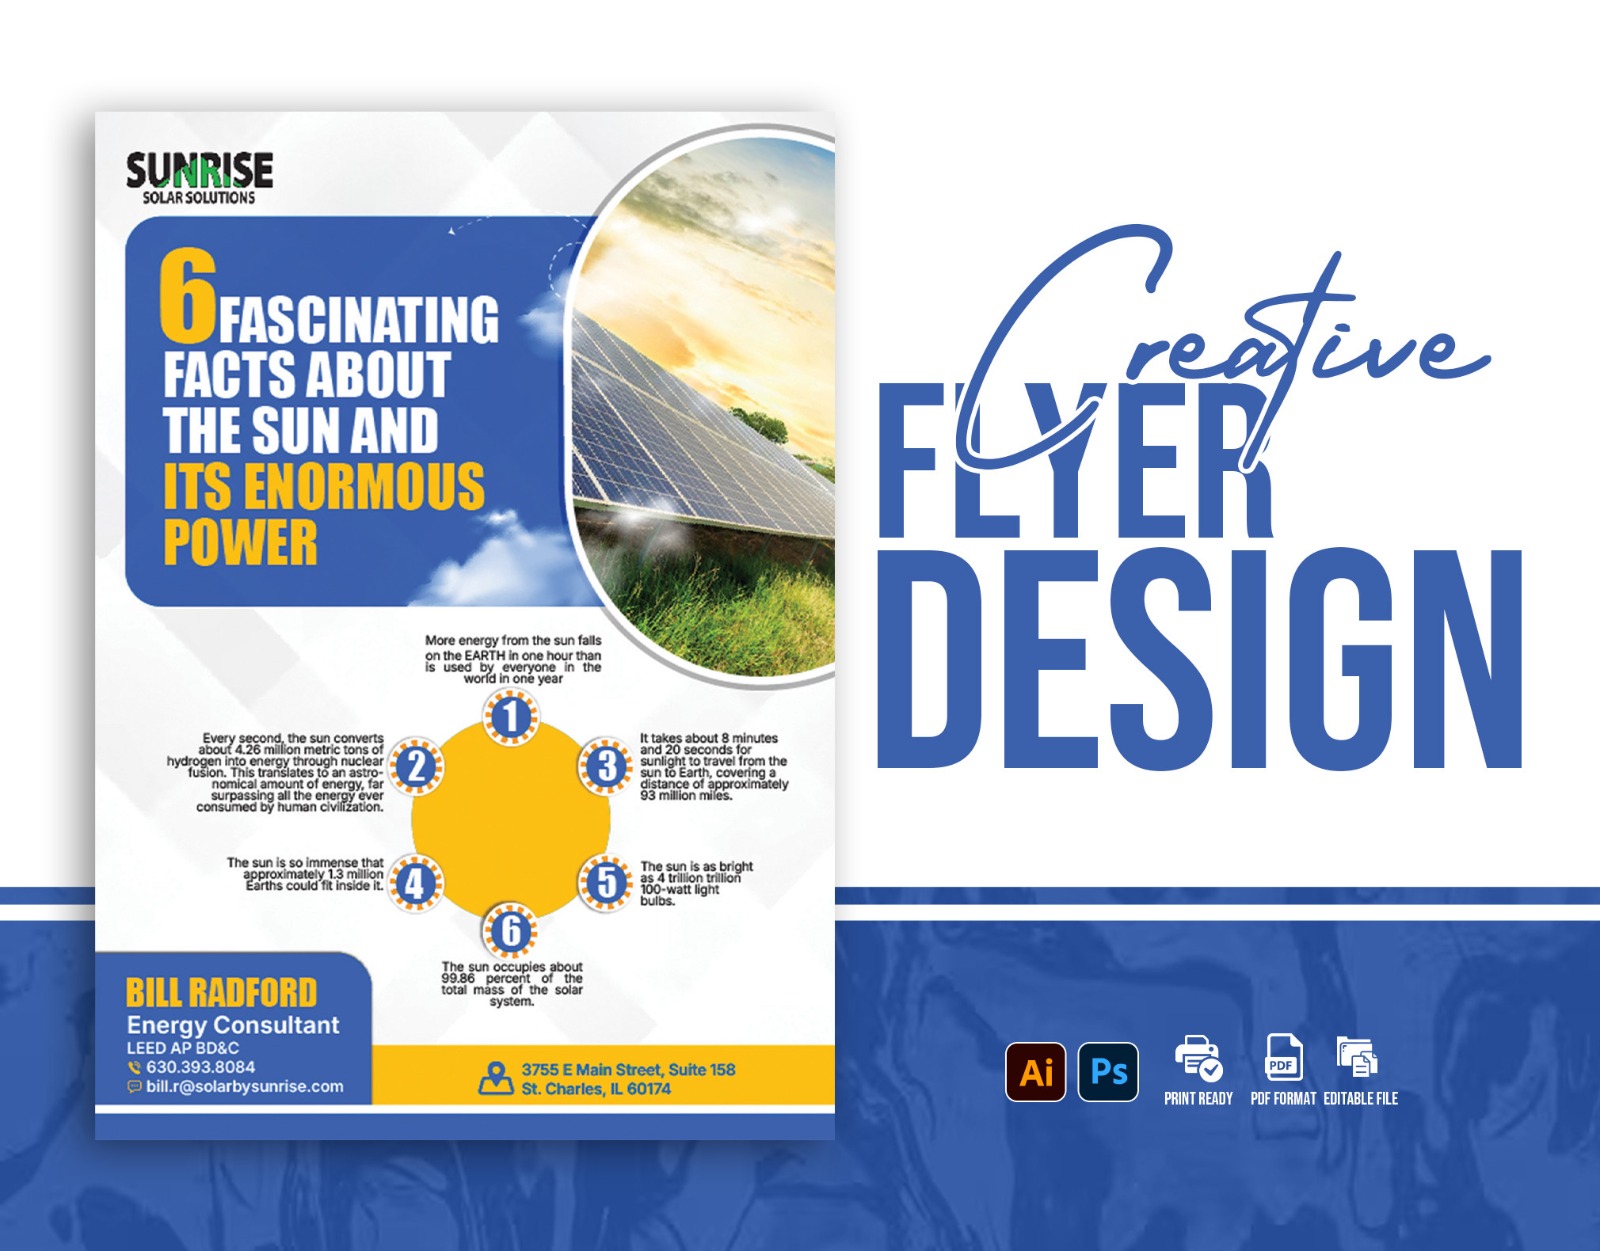 SUNRISE
SOLAR SOLUTIONS
6 FASCINATING
FACTS ABOUT
THE SUN AND
ITS ENORMOUS
POWER
More energy from the sun falls
on the EARTH in one hour than
is used by everyone in the
world in one year
1
Every second, the sun converts
about 4.26 million metric tons of
hydrogen into energy through nuclear
fusion. This translates to an astro-
nomical amount of energy, far
surpassing all the energy ever
consumed by human civilization.
2
3
It takes about 8 minutes
and 20 seconds for
sunlight to travel from the
sun to Earth, covering a
distance of approximately
93 million miles.
The sun is so immense that
approximately 1.3 million
Earths could fit inside it.
4
5
The sun is as bright
as 4 trillion trillion
100-watt light
bulbs.
6
The sun occupies about
99.86 percent of the
total mass of the solar
system.
BILL RADFORD
Energy Consultant
LEED AP BD&C
630.393.8084
bill.r@solarbysunrise.com
3755 E Main Street, Suite 158
St. Charles, IL 60174
Creative
FLYER
DESIGN
Ai
Ps
PDF
PRINT READY
PDF FORMAT
EDITABLE FILE